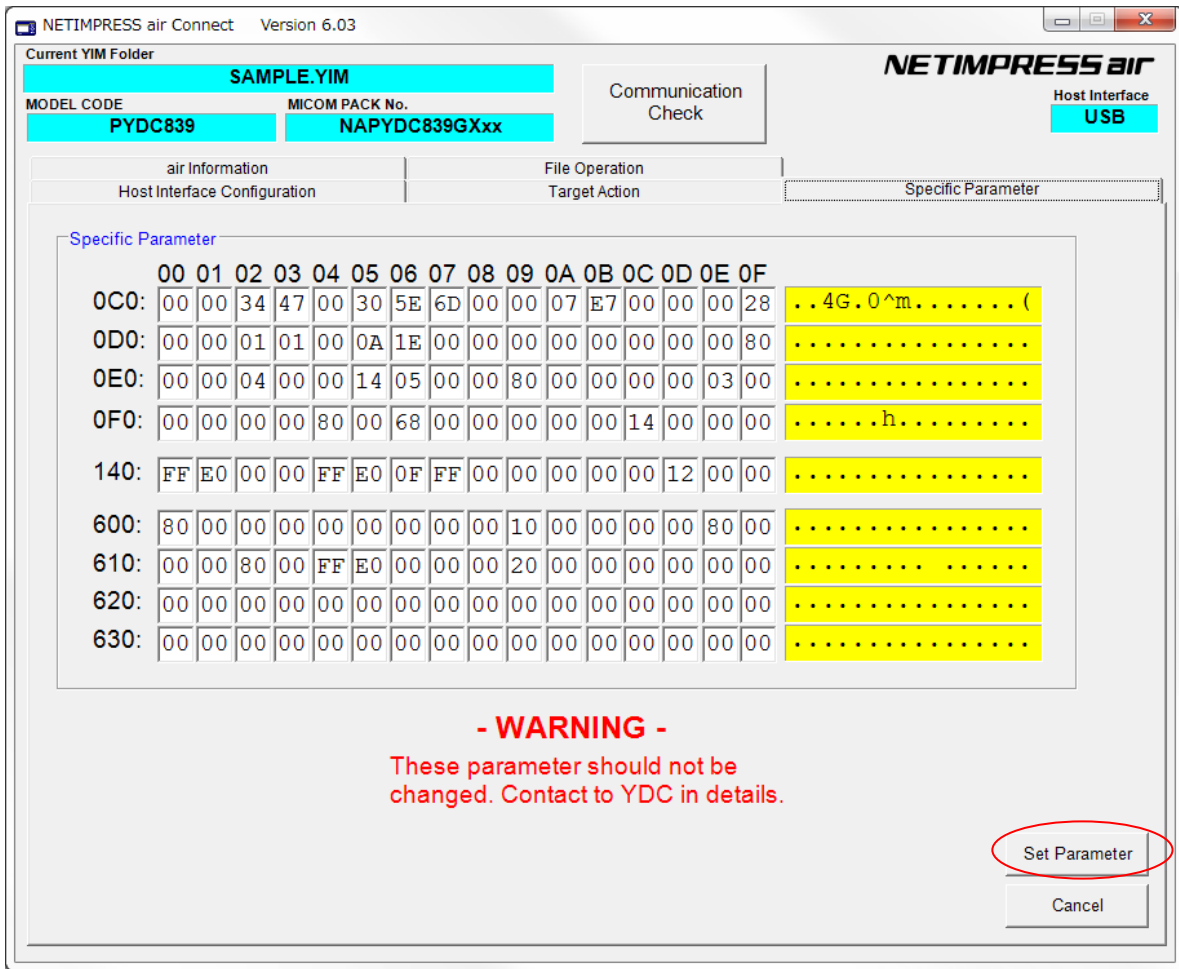 NETIMPRESS air Connect Version 6.03
Current YIM Folder
SAMPLE.YIM
MODEL CODE MICOM PACK No.
PYDC839 NAPYDC839GXxx
Communication
Check
NETIMPRESS air
Host Interface
USB
air Information File Operation
Host Interface Configuration Target Action Specific Parameter
Specific Parameter
00 01 02 03 04 05 06 07 08 09 0A 0B 0C 0D 0E 0F
0C0: 00 00 34 47 00 30 5E 6D 00 00 07 E7 00 00 00 28 ..4G.0^m.......(
0D0: 00 00 01 01 00 0A 1E 00 00 00 00 00 00 00 00 80 ................
0E0: 00 00 04 00 00 14 05 00 00 80 00 00 00 00 03 00 ................
0F0: 00 00 00 00 80 00 68 00 00 00 00 00 14 00 00 00 ......h.........
140: FF E0 00 00 FF E0 0F FF 00 00 00 00 00 12 00 00 ................
600: 80 00 00 00 00 00 00 00 00 10 00 00 00 00 80 00 ................
610: 00 00 80 00 FF E0 00 00 00 20 00 00 00 00 00 00 ......... ......
620: 00 00 00 00 00 00 00 00 00 00 00 00 00 00 00 00 ................
630: 00 00 00 00 00 00 00 00 00 00 00 00 00 00 00 00 ................
- WARNING -
These parameter should not be
changed. Contact to YDC in details.
Set Parameter
Cancel